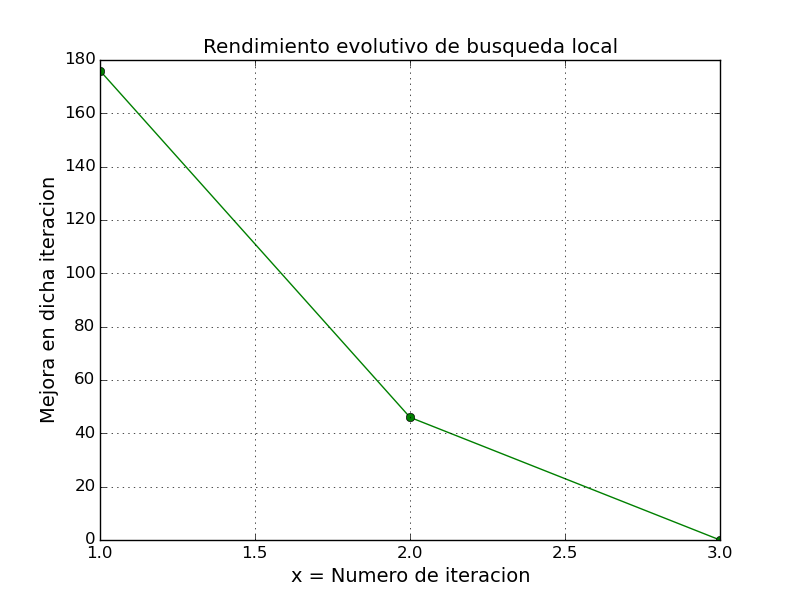 Rendimiento evolutivo de busqueda local
180
160
140
120
100
80
60
40
20
0
Mejora en dicha iteracion
1.0 1.5 2.0 2.5 3.0
x = Numero de iteracion